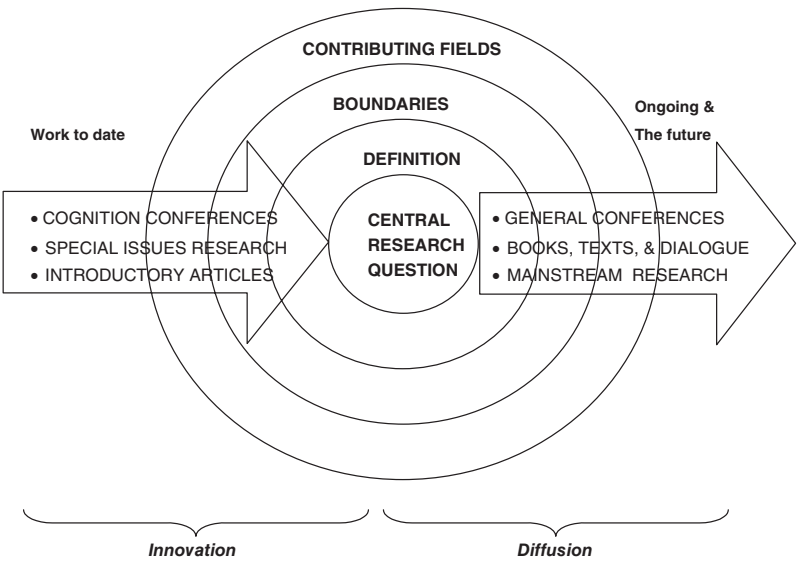 CONTRIBUTING FIELDS
BOUNDARIES
DEFINITION
Work to date
Ongoing &
The future
• COGNITION CONFERENCES
• SPECIAL ISSUES RESEARCH
• INTRODUCTORY ARTICLES
CENTRAL
RESEARCH
QUESTION
• GENERAL CONFERENCES
• BOOKS, TEXTS, & DIALOGUE
• MAINSTREAM RESEARCH
Innovation
Diffusion